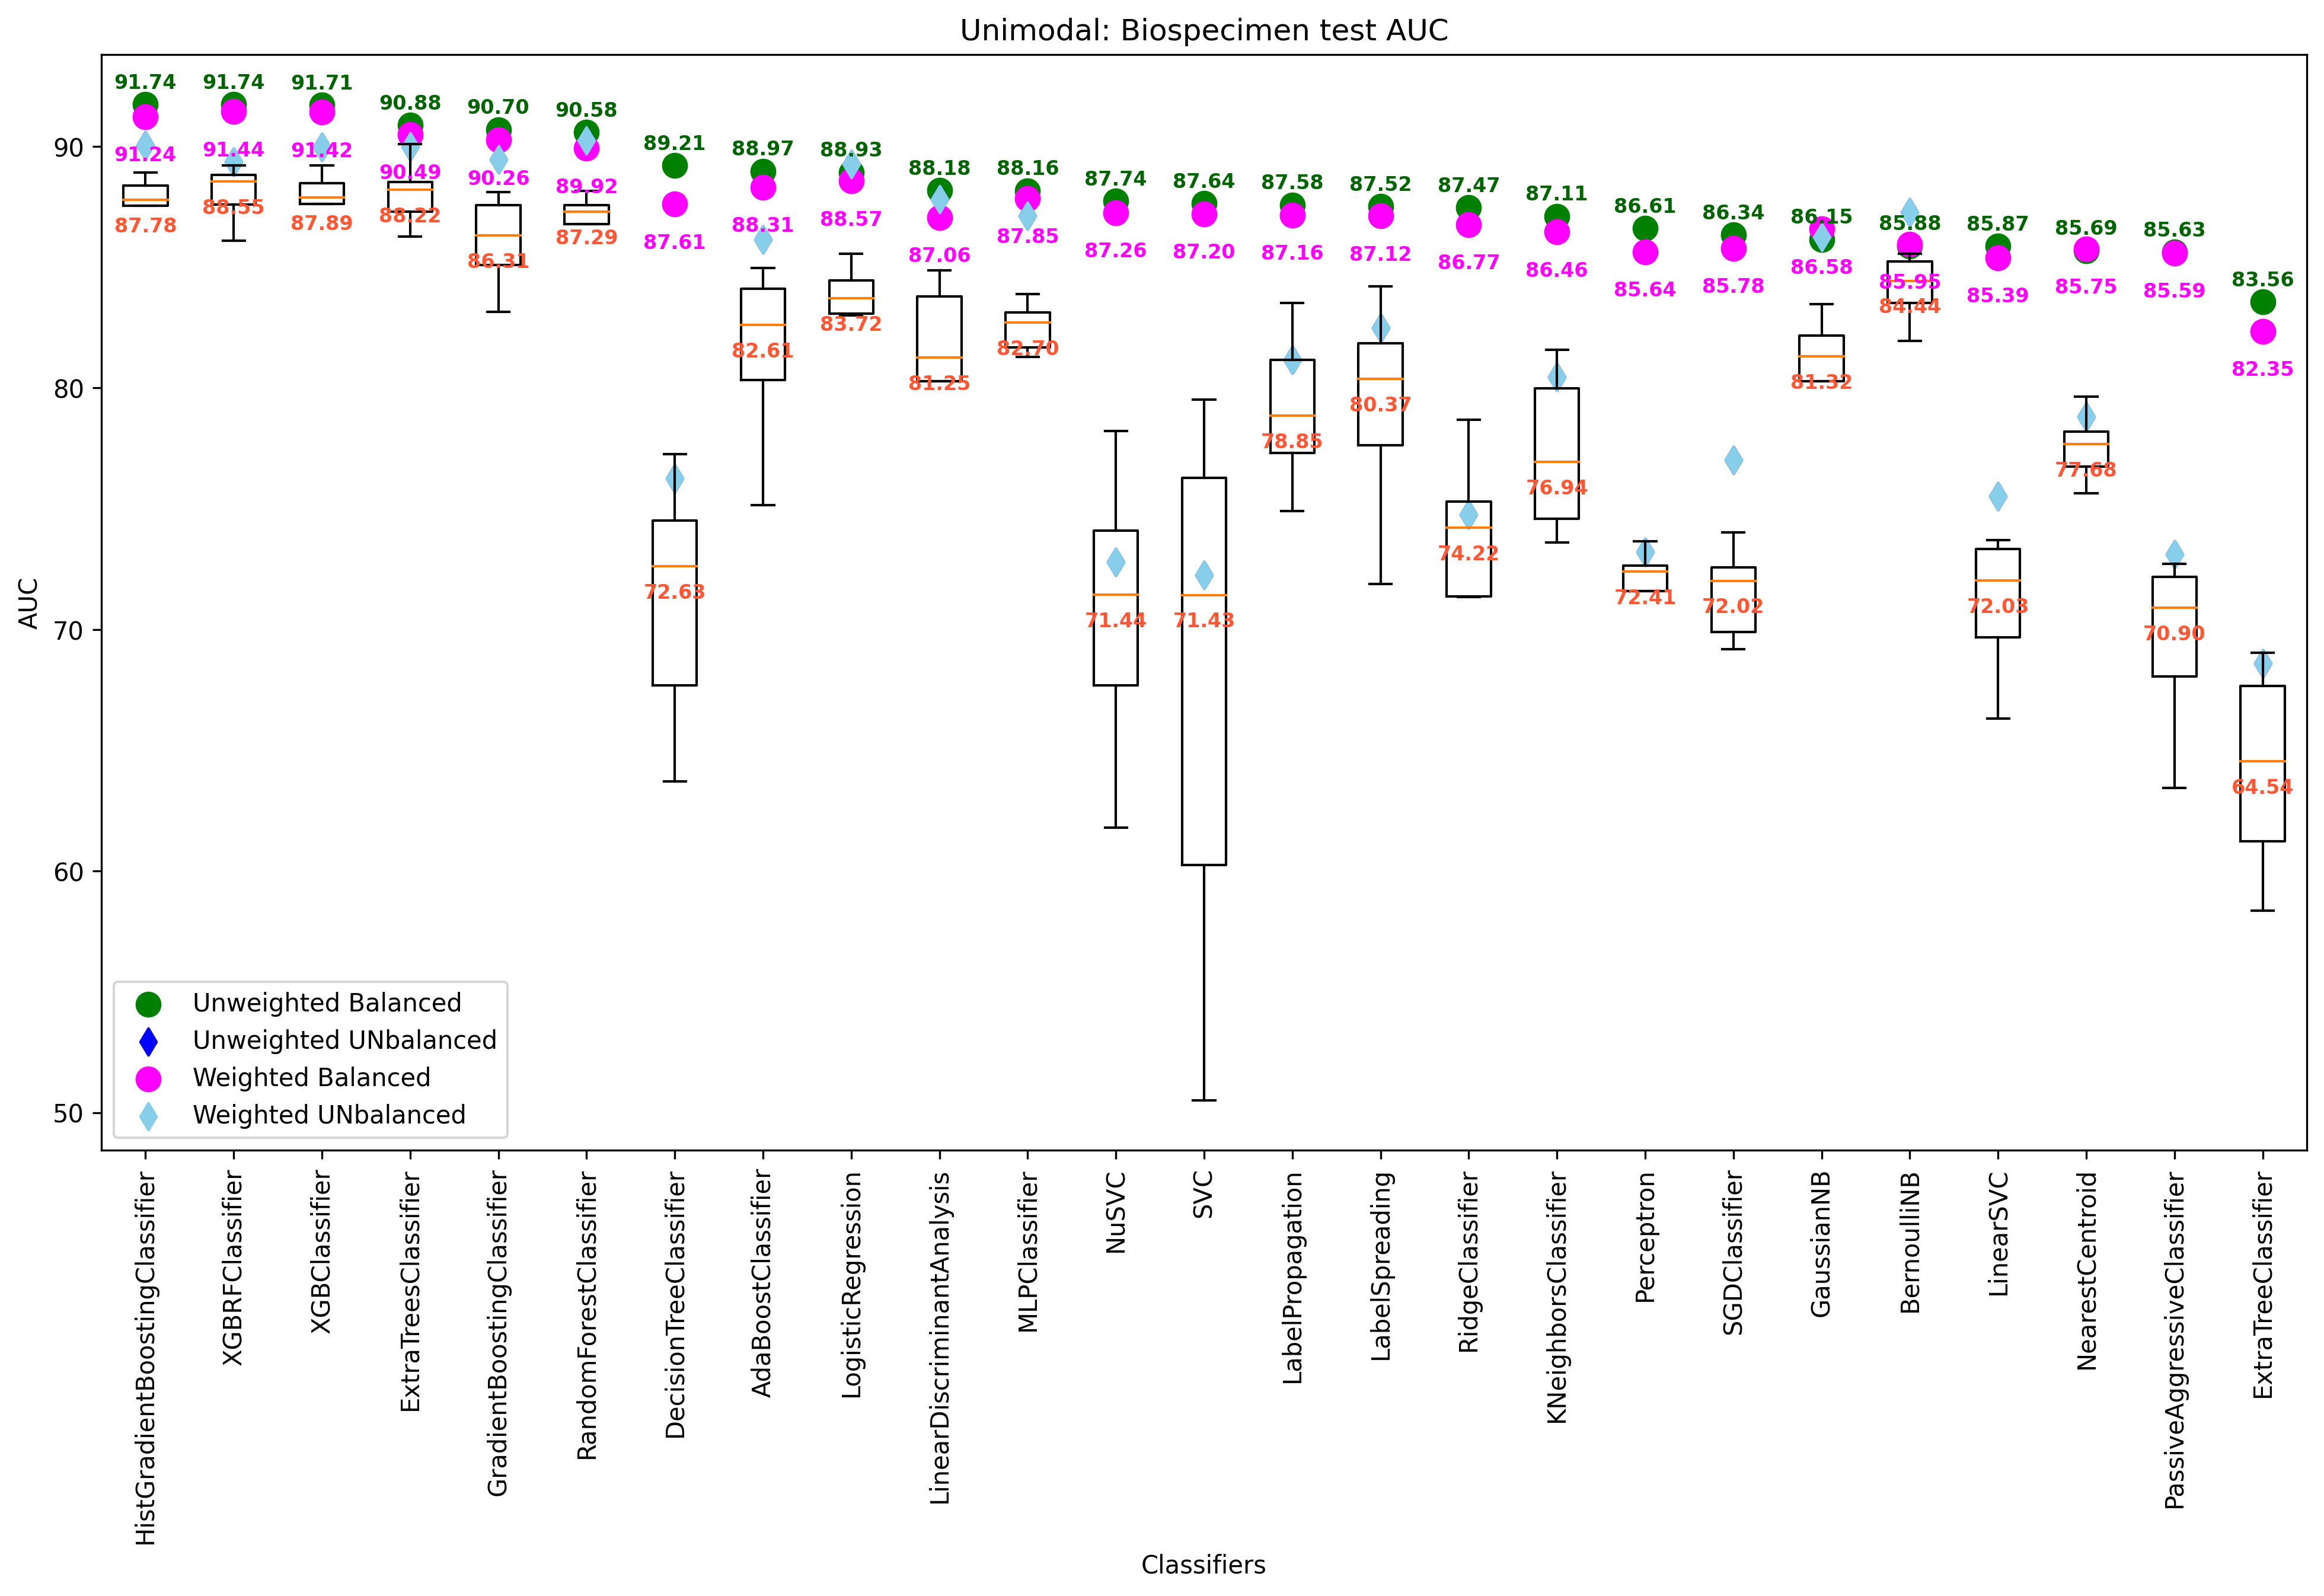 Unimodal: Biospecimen test AUC
91.74 91.74 91.71 90.88 90.70 90.58 89.21 88.97 88.93 88.18 88.16 87.74 87.64 87.58 87.52 87.47 87.11 86.61 86.34 86.15 85.88 85.87 85.69 85.63 83.56
91.24 91.44 91.42 90.49 90.26 89.92 87.61 88.31 88.57 87.06 87.85 87.26 87.20 87.16 87.12 86.77 86.46 85.64 85.78 86.58 85.95 85.39 85.75 85.59 82.35
87.78 88.55 87.89 88.22 86.31 87.29 72.63 82.61 83.72 81.25 82.70 71.44 71.43 78.85 80.37 74.22 76.94 72.41 72.02 81.32 84.44 72.03 77.68 70.90 64.54
AUC
90
80
70
60
50
Unweighted Balanced
Unweighted UNbalanced
Weighted Balanced
Weighted UNbalanced
HistGradientBoostingClassifier
XGBRFClassifier
XGBClassifier
ExtraTreesClassifier
GradientBoostingClassifier
RandomForestClassifier
DecisionTreeClassifier
AdaBoostClassifier
LogisticRegression
LinearDiscriminantAnalysis
MLPClassifier
NuSVC
SVC
LabelPropagation
LabelSpreading
RidgeClassifier
KNeighborsClassifier
Perceptron
SGDClassifier
GaussianNB
BernoulliNB
LinearSVC
NearestCentroid
PassiveAggressiveClassifier
ExtraTreeClassifier
Classifiers